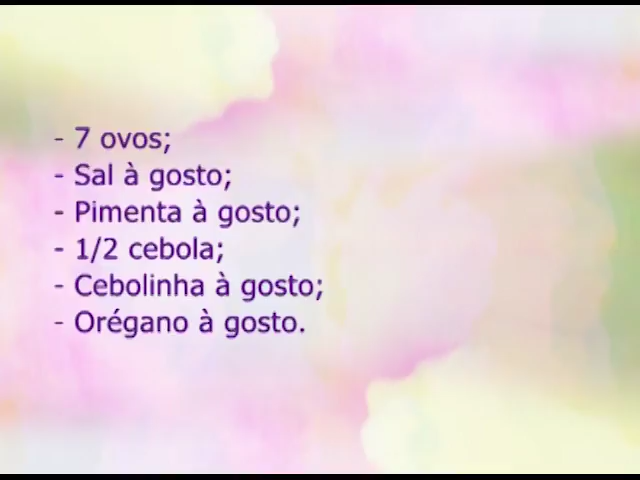 - 7 ovos;
- Sal à gosto;
- Pimenta à gosto;
- 1/2 cebola;
- Cebolinha à gosto;
- Orégano à gosto.